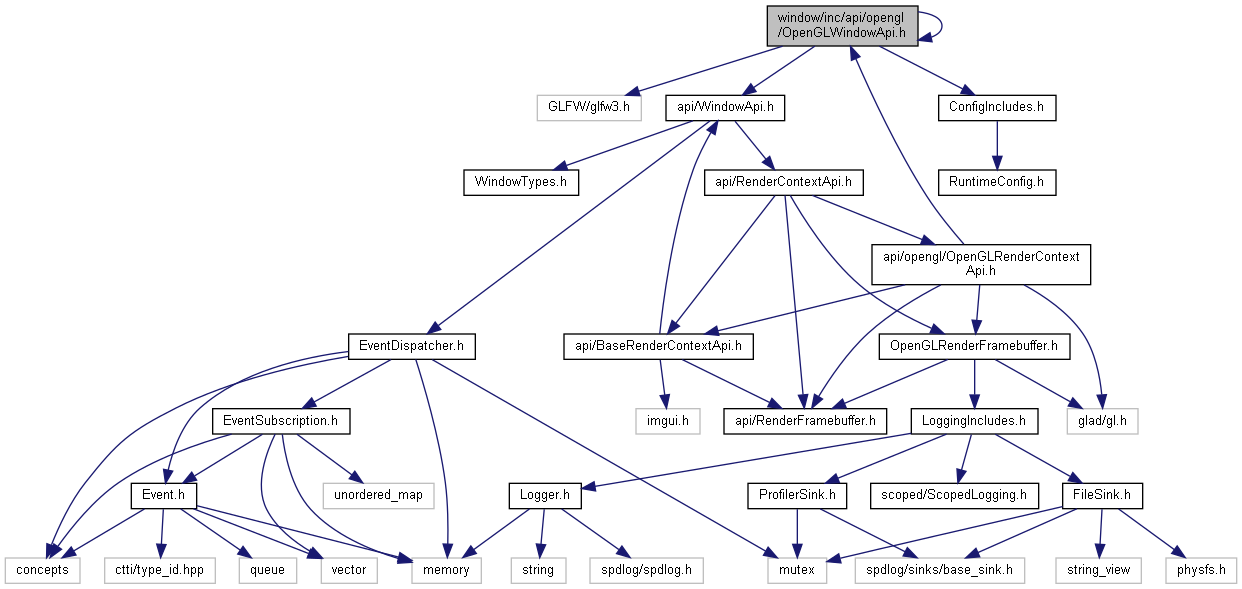 window/inc/api/opengl
/OpenGLWindowApi.h
GLFW/glfw3.h
api/WindowApi.h
ConfigIncludes.h
WindowTypes.h
api/RenderContextApi.h
RuntimeConfig.h
api/opengl/OpenGLRenderContext
Api.h
EventDispatcher.h
api/BaseRenderContextApi.h
OpenGLRenderFramebuffer.h
EventSubscription.h
imgui.h
api/RenderFramebuffer.h
LoggingIncludes.h
glad/gl.h
Event.h
unordered_map
Logger.h
ProfilerSink.h
scoped/ScopedLogging.h
FileSink.h
concepts
ctti/type_id.hpp
queue
vector
memory
string
spdlog/spdlog.h
mutex
spdlog/sinks/base_sink.h
string_view
physfs.h